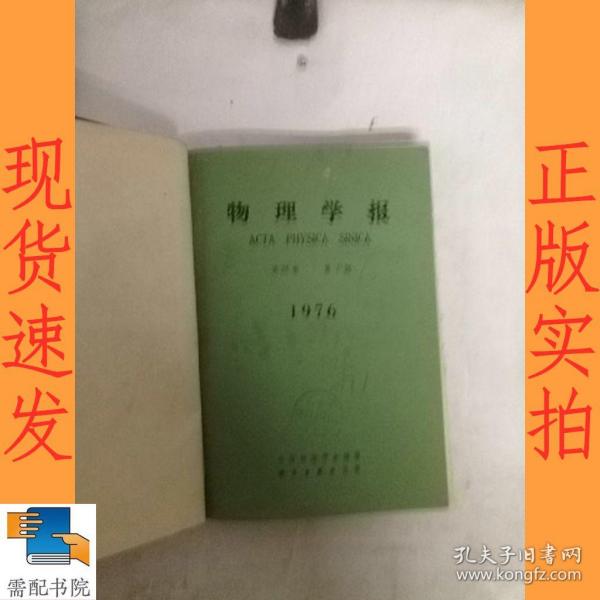 现货速发
正版实拍
物理学报
ACTA PHYSICA SINICA
1976
需配书院
孔夫子旧书网
www.kongfz.com